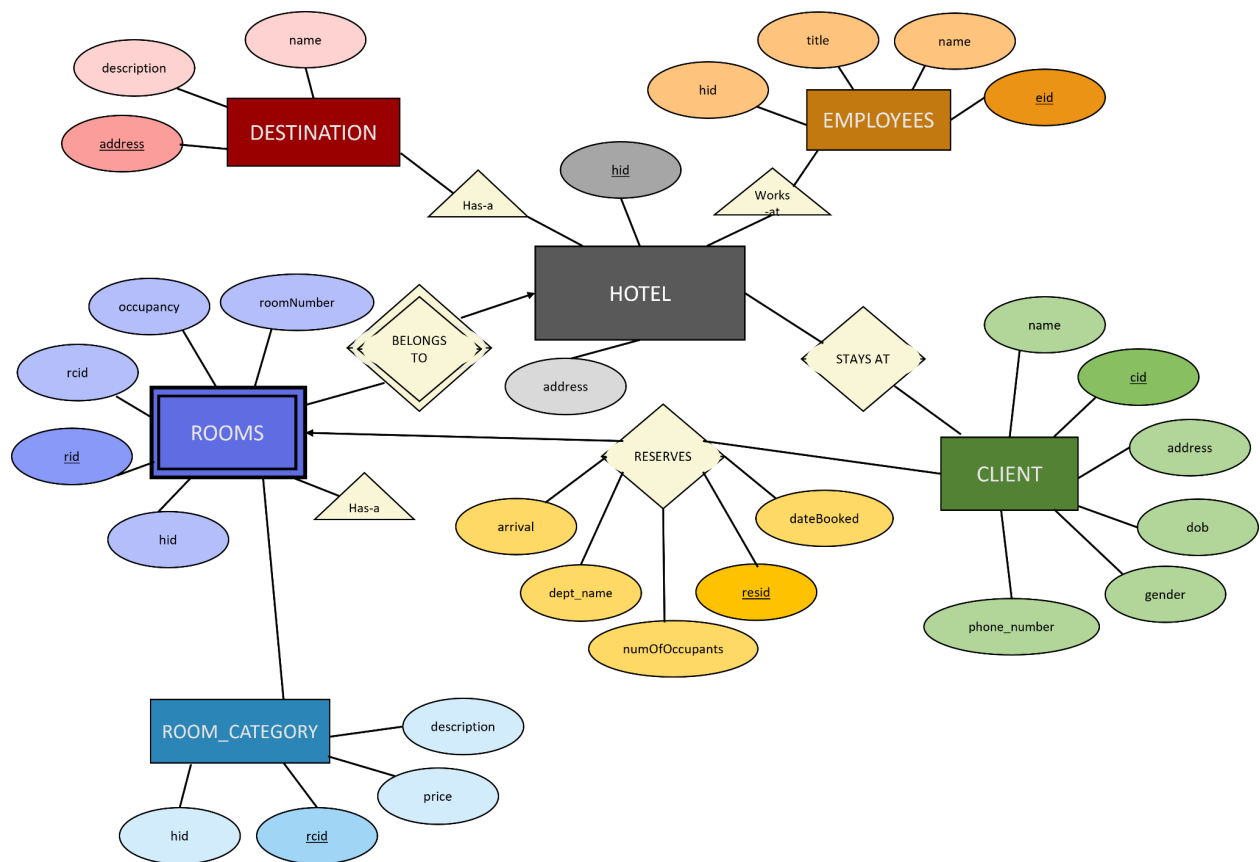 name
title
name
description
hid
eid
DESTINATION
EMPLOYEES
address
hid
Has-a
Works
-at
occupancy
roomNumber
HOTEL
name
BELONGS
TO
STAYS AT
rcid
address
cid
ROOMS
RESERVES
address
rid
CLIENT
Has-a
arrival
dateBooked
dob
hid
dept_name
resid
gender
phone_number
numOfOccupants
ROOM_CATEGORY
description
price
hid
rcid